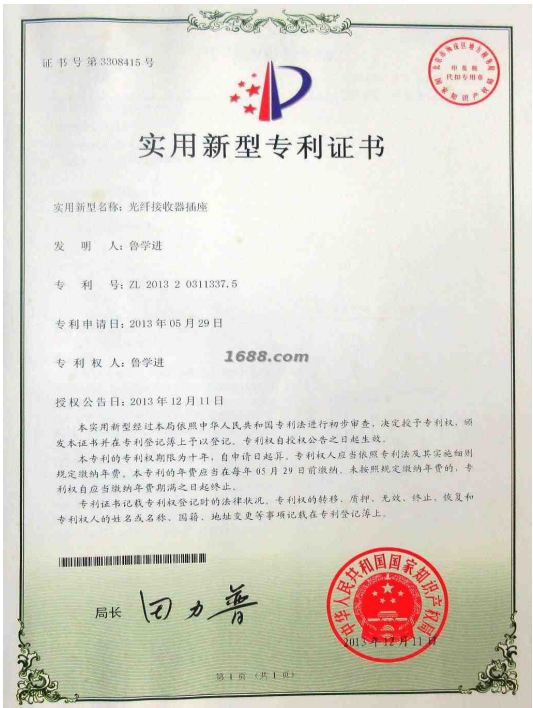 证书号第3308415号
印花税
代扣专用章
实用新型专利证书
实用新型名称：光纤接收器插座
发明人：鲁学进
专利号：ZL 2013 2 0311337.5
专利申请日：2013年05月29日
专利权人：鲁学进
1688.com
授权公告日：2013年12月11日
本实用新型经过本局依照中华人民共和国专利法进行初步审查，决定授予专利权，颁
发本证书并在专利登记簿上予以登记。专利权自授权公告之日起生效。
本专利的专利权期限为十年，自申请日起算。专利权人应当依照专利法及其实施细则
规定缴纳年费。本专利的年费应当在每年05月29日前缴纳。未按照规定缴纳年费的，专
利权自应当缴纳年费期满之日起终止。
专利证书记载专利权登记时的法律状况。专利权的转移、质押、无效、终止、恢复和
专利权人的姓名或名称、国籍、地址变更等事项记载在专利登记簿上。
局长
田力普
中华人民共和国国家知识产权局
2013年12月11日
第1页（共1页）